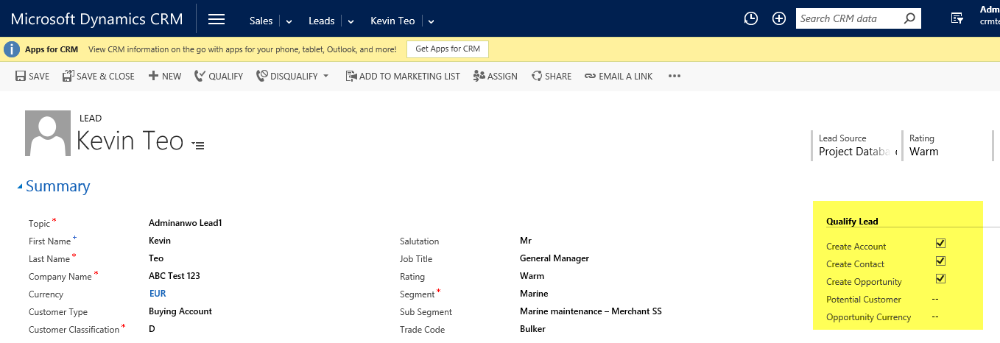 Microsoft Dynamics CRM Sales Leads Kevin Teo Search CRM data
Apps for CRM View CRM information on the go with apps for your phone, tablet, Outlook, and more! Get Apps for CRM
SAVE SAVE & CLOSE NEW QUALIFY DISQUALIFY ADD TO MARKETING LIST ASSIGN SHARE EMAIL A LINK •••
LEAD
Kevin Teo
Lead Source Rating
Project Databa Warm
Summary
Topic * Adminanwo Lead1
Qualify Lead
First Name + Kevin Salutation Mr
Create Account
Last Name * Teo Job Title General Manager
Create Contact
Company Name * ABC Test 123 Rating Warm
Create Opportunity
Currency EUR Segment * Marine
Potential Customer --
Customer Type Buying Account Sub Segment Marine maintenance – Merchant SS
Opportunity Currency --
Customer Classification * D Trade Code Bulker